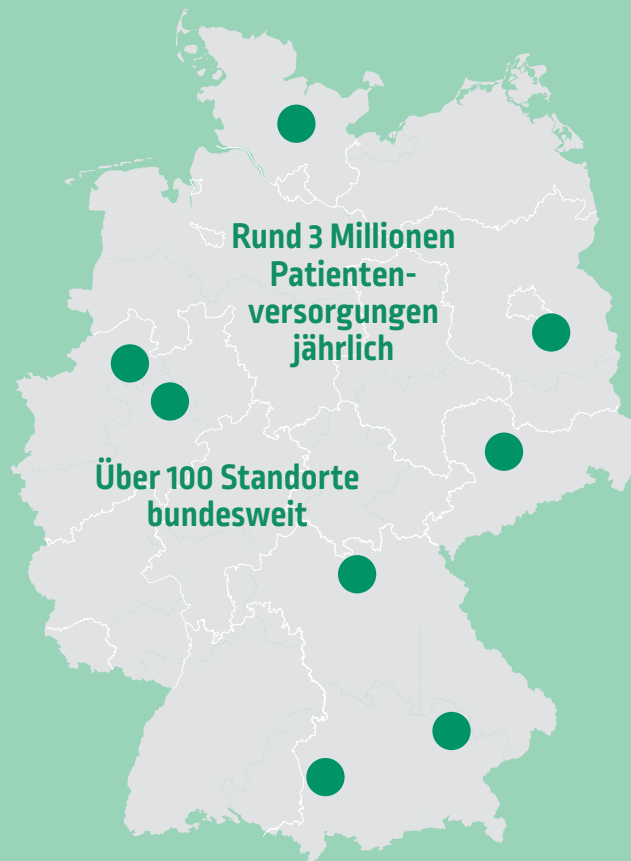 Rund 3 Millionen
Patienten-
versorgungen
jährlich
Über 100 Standorte
bundesweit